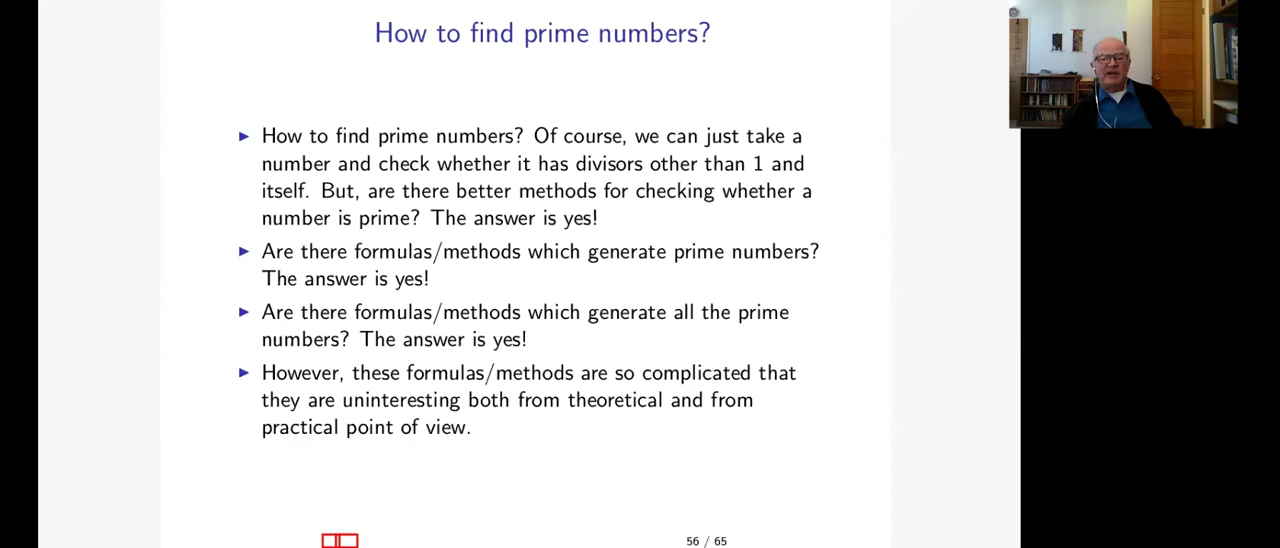 How to find prime numbers?
▶ How to find prime numbers? Of course, we can just take a
number and check whether it has divisors other than 1 and
itself. But, are there better methods for checking whether a
number is prime? The answer is yes!
▶ Are there formulas/methods which generate prime numbers?
The answer is yes!
▶ Are there formulas/methods which generate all the prime
numbers? The answer is yes!
▶ However, these formulas/methods are so complicated that
they are uninteresting both from theoretical and from
practical point of view.
56 / 65